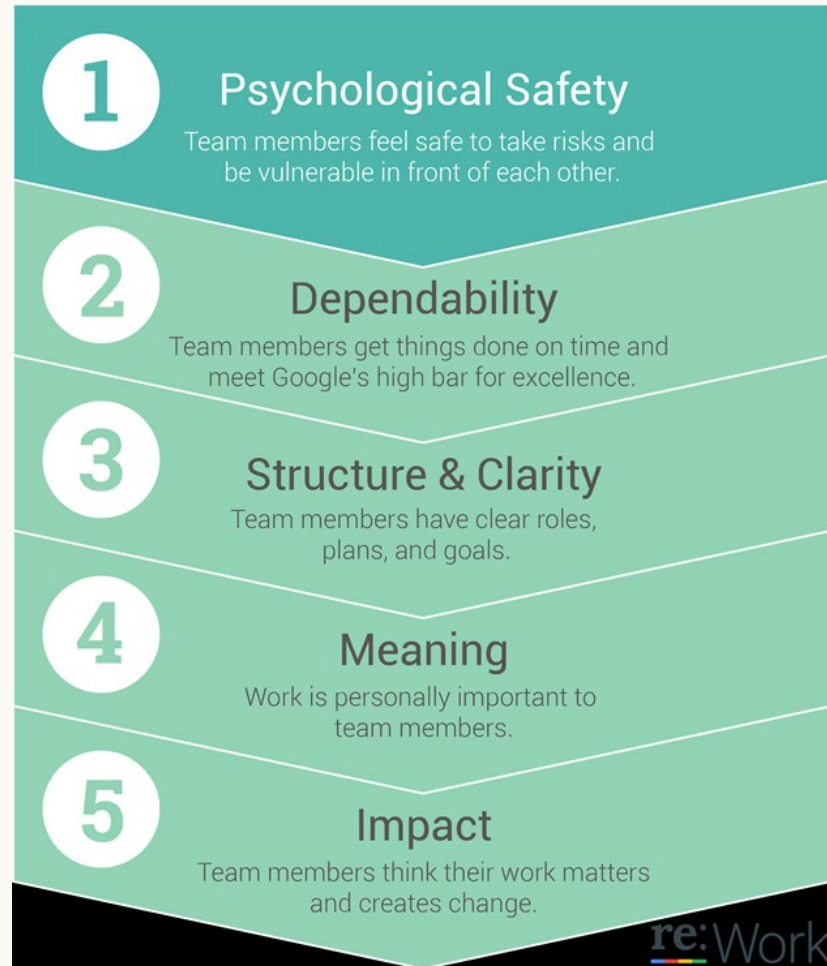 1
Psychological Safety
Team members feel safe to take risks and
be vulnerable in front of each other.
2
Dependability
Team members get things done on time and
meet Google's high bar for excellence.
3
Structure & Clarity
Team members have clear roles,
plans, and goals.
4
Meaning
Work is personally important to
team members.
5
Impact
Team members think their work matters
and creates change.
re:Work